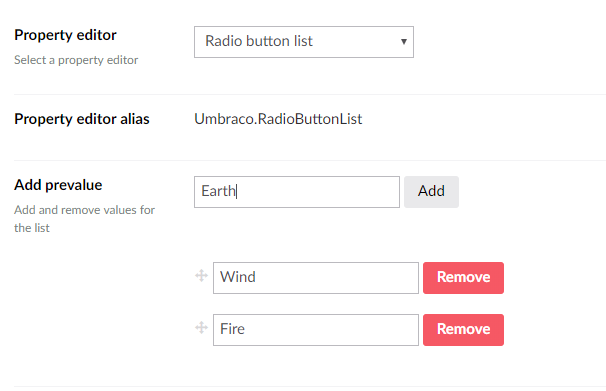 Property editor
Radio button list
Select a property editor
Property editor alias
Umbraco.RadioButtonList
Add prevalue
Earth
Add
Add and remove values for
the list
Wind
Remove
Fire
Remove